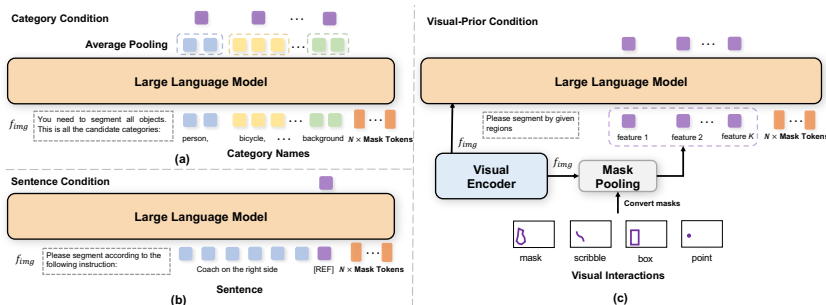 Category Condition
Average Pooling
Large Language Model
f_img
You need to segment all objects.
This is all the candidate categories:
person,
bicycle,
background
N × Mask Tokens
(a)
Category Names
Sentence Condition
Large Language Model
f_img
Please segment according to the
following instruction:
Coach on the right side
[REF]
N × Mask Tokens
(b)
Sentence
Visual-Prior Condition
Large Language Model
Please segment by given
regions
feature 1
feature 2
feature K
N × Mask Tokens
f_img
f_img
Visual
Encoder
Mask
Pooling
Convert masks
mask
scribble
box
point
Visual Interactions
(c)